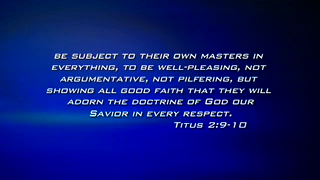 be subject to their own masters in
everything, to be well-pleasing, not
argumentative, not pilfering, but
showing all good faith that they will
adorn the doctrine of God our
Savior in every respect.
Titus 2:9-10